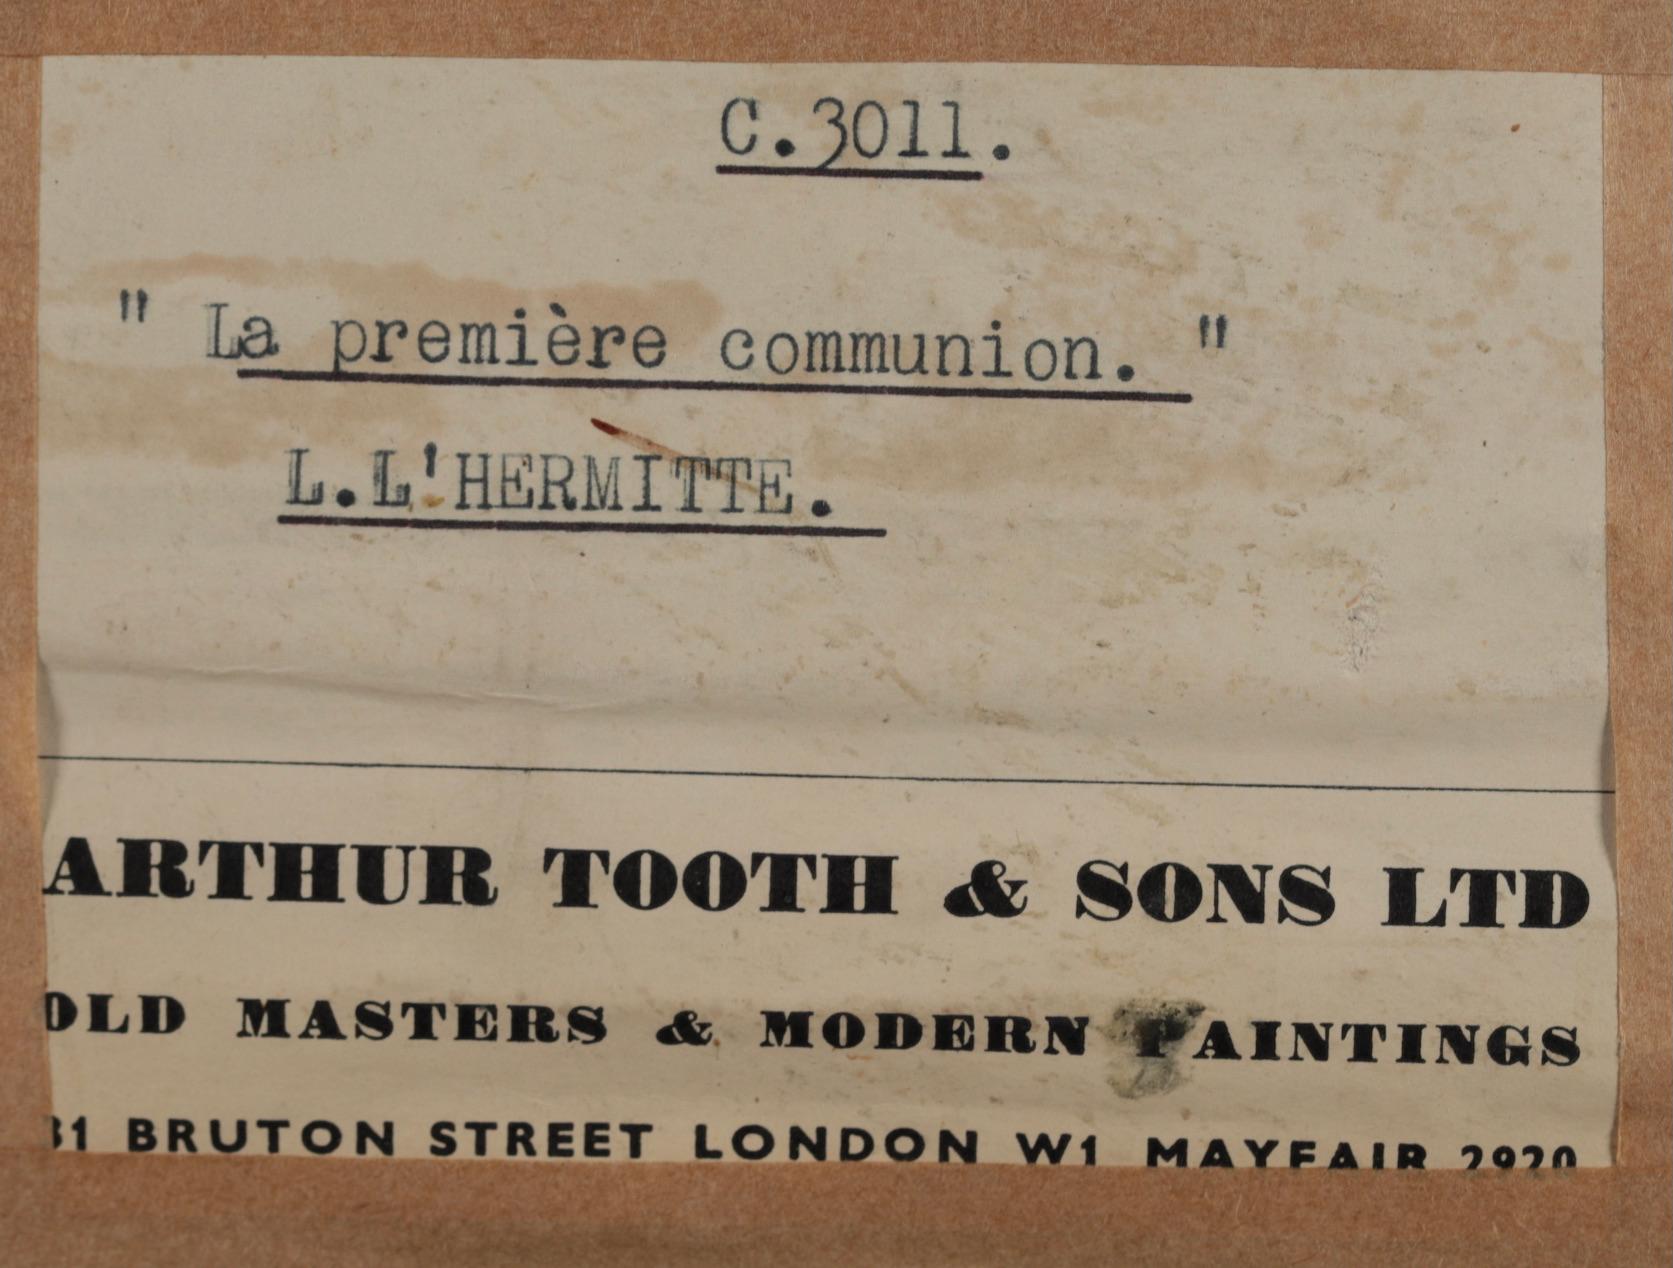 C.3011.
" La première communion. "
L.L'HERMITTE.
ARTHUR TOOTH & SONS LTD
OLD MASTERS & MODERN PAINTINGS
31 BRUTON STREET LONDON W1 MAYFAIR 2920